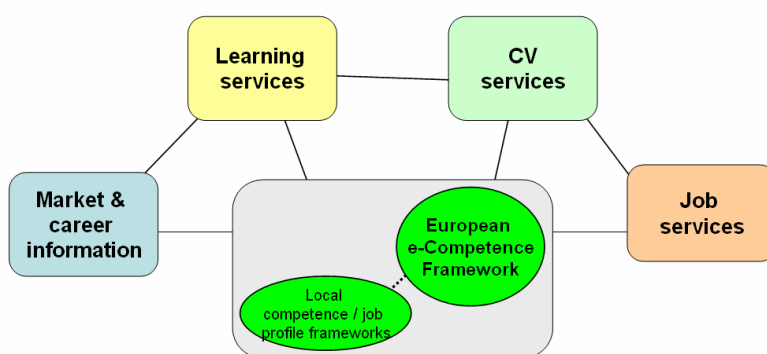 Learning
services
CV
services
Market &
career
information
Job
services
European
e-Competence
Framework
Local
competence / job
profile frameworks